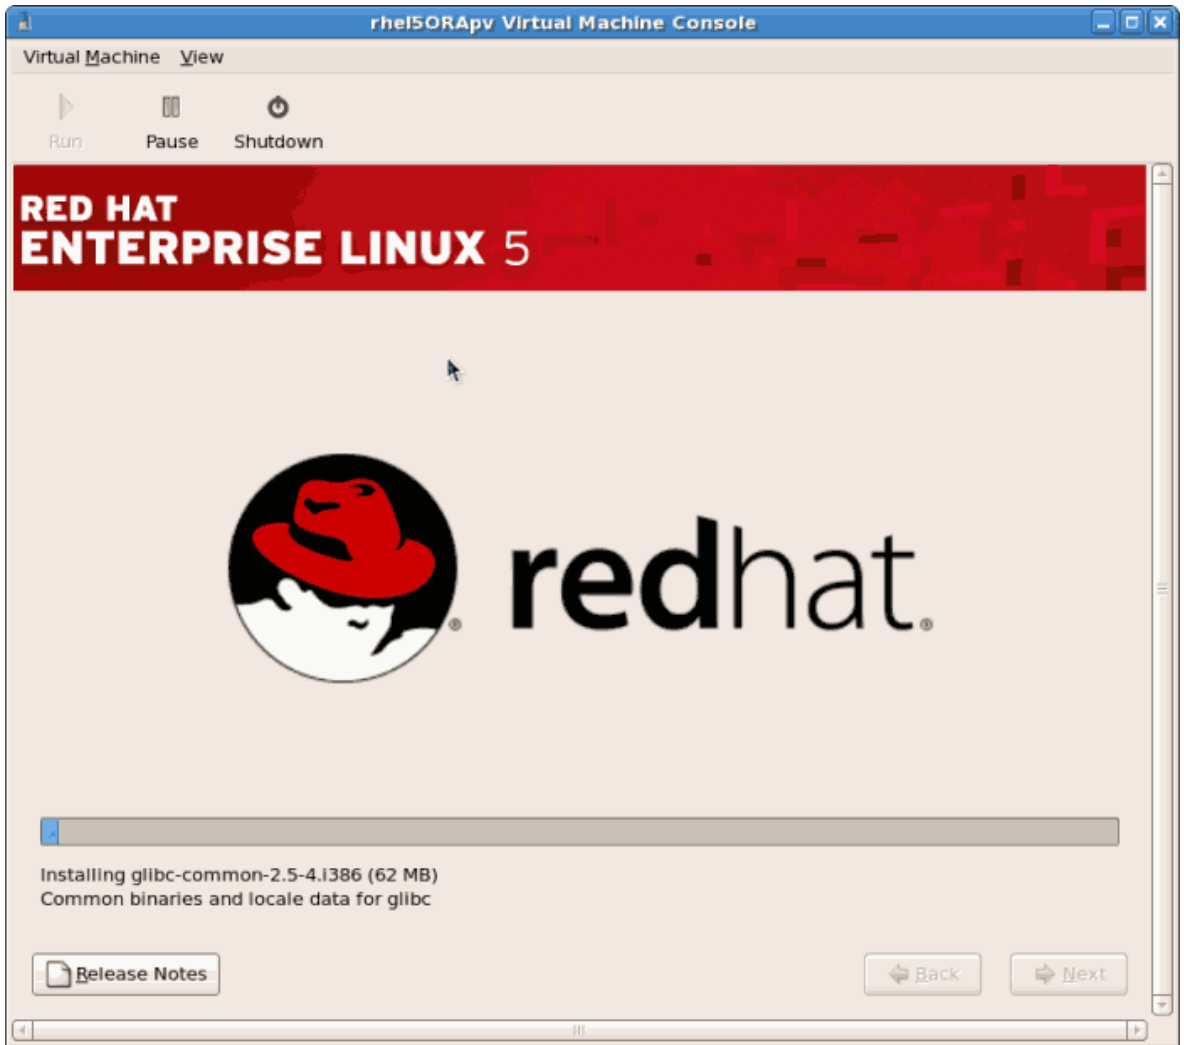 rhel5ORApv Virtual Machine Console
Virtual Machine View
Run Pause Shutdown
RED HAT
ENTERPRISE LINUX 5
redhat®
Installing glibc-common-2.5-4.i386 (62 MB)
Common binaries and locale data for glibc
Release Notes Back Next